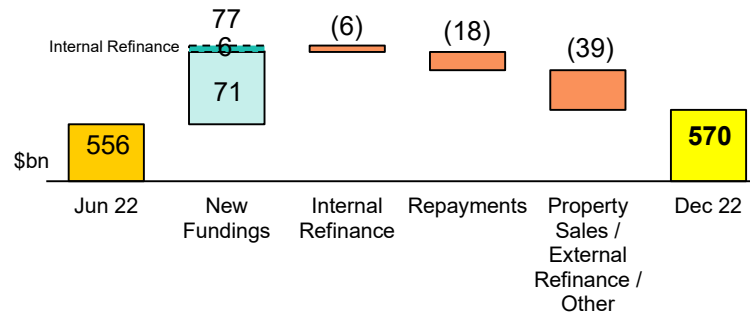 77
(6)
Internal Refinance
6
(18)
(39)
71
556
570
$bn
Jun 22
New
Fundings
Internal
Refinance
Repayments
Property
Sales /
External
Refinance /
Other
Dec 22